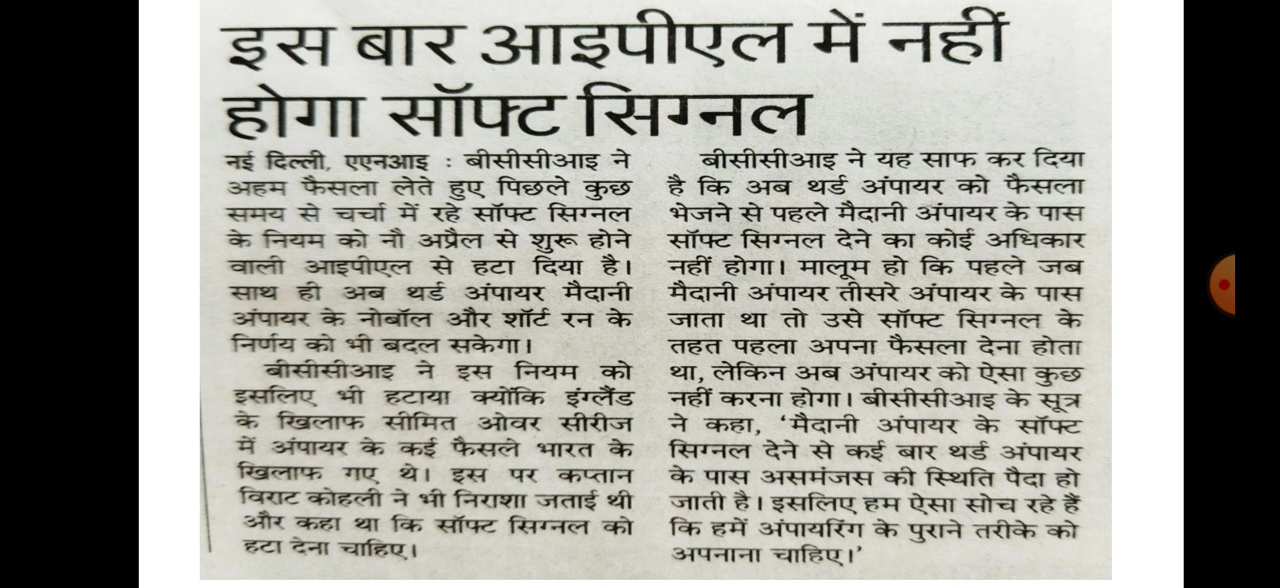 इस बार आइपीएल में नहीं
होगा सॉफ्ट सिग्नल
नई दिल्ली, एएनआइ : बीसीसीआइ ने
अहम फैसला लेते हुए पिछले कुछ
समय से चर्चा में रहे सॉफ्ट सिग्नल
के नियम को नौ अप्रैल से शुरू होने
वाली आइपीएल से हटा दिया है।
साथ ही अब थर्ड अंपायर मैदानी
अंपायर के नोबॉल और शॉर्ट रन के
निर्णय को भी बदल सकेगा।
बीसीसीआइ ने इस नियम को
इसलिए भी हटाया क्योंकि इंग्लैंड
के खिलाफ सीमित ओवर सीरीज
में अंपायर के कई फैसले भारत के
खिलाफ गए थे। इस पर कप्तान
विराट कोहली ने भी निराशा जताई थी
और कहा था कि सॉफ्ट सिग्नल को
हटा देना चाहिए।
बीसीसीआइ ने यह साफ कर दिया
है कि अब थर्ड अंपायर को फैसला
भेजने से पहले मैदानी अंपायर के पास
सॉफ्ट सिग्नल देने का कोई अधिकार
नहीं होगा। मालूम हो कि पहले जब
मैदानी अंपायर तीसरे अंपायर के पास
जाता था तो उसे सॉफ्ट सिग्नल के
तहत पहला अपना फैसला देना होता
था, लेकिन अब अंपायर को ऐसा कुछ
नहीं करना होगा। बीसीसीआइ के सूत्र
ने कहा, ‘मैदानी अंपायर के सॉफ्ट
सिग्नल देने से कई बार थर्ड अंपायर
के पास असमंजस की स्थिति पैदा हो
जाती है। इसलिए हम ऐसा सोच रहे हैं
कि हमें अंपायरिंग के पुराने तरीके को
अपनाना चाहिए।’